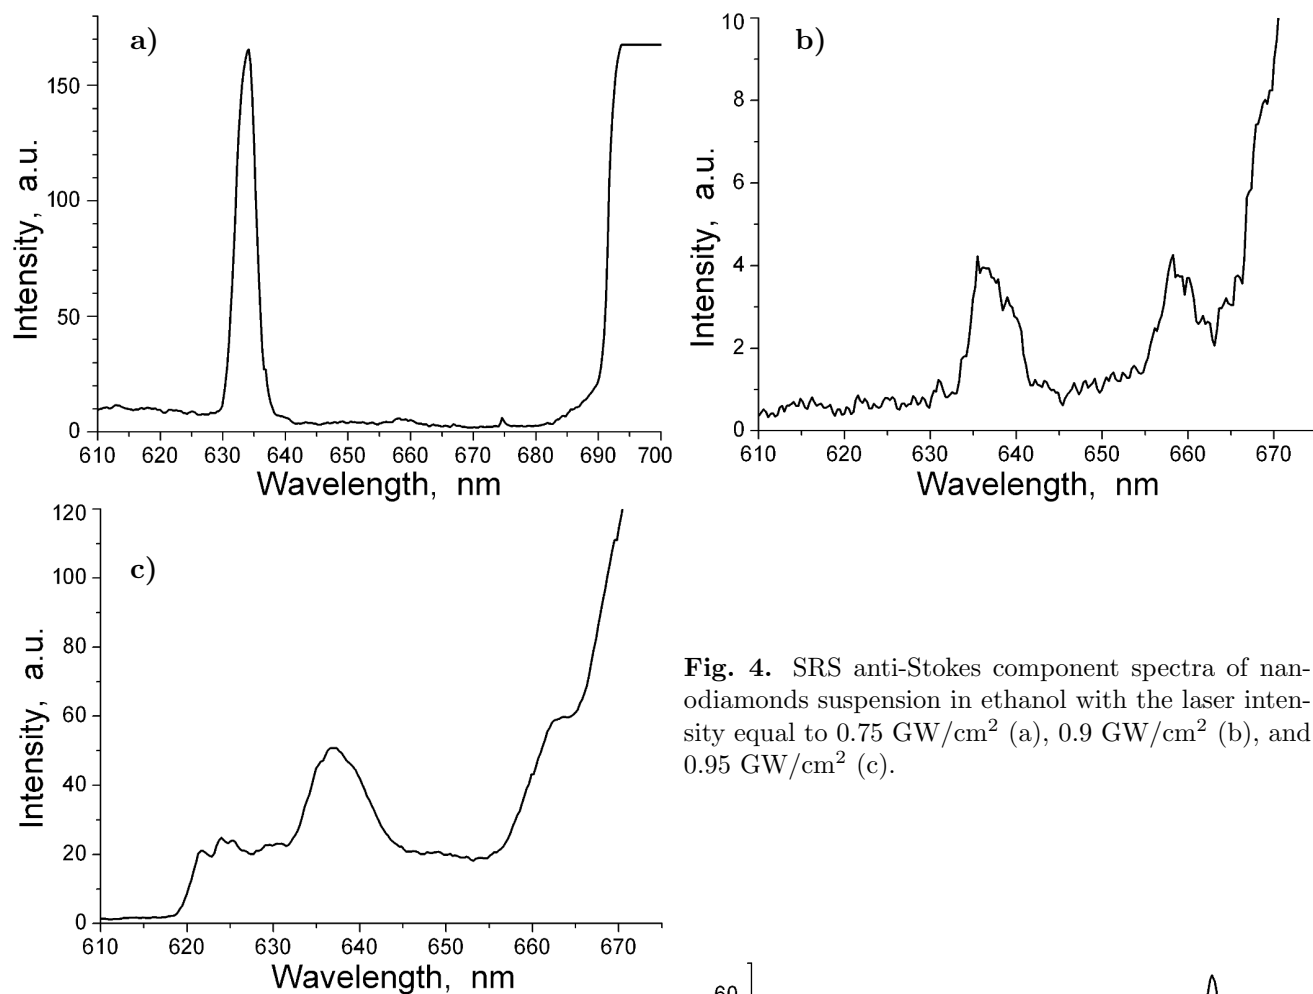 a)
150
100
50
0
610 620 630 640 650 660 670 680 690 700
Wavelength, nm
Intensity, a.u.
b)
10
8
6
4
2
0
610 620 630 640 650 660 670
Wavelength, nm
Intensity, a.u.
c)
120
100
80
60
40
20
0
610 620 630 640 650 660 670
Wavelength, nm
Intensity, a.u.
Fig. 4. SRS anti-Stokes component spectra of nan-
odiamonds suspension in ethanol with the laser inten-
sity equal to 0.75 GW/cm² (a), 0.9 GW/cm² (b), and
0.95 GW/cm² (c).
60